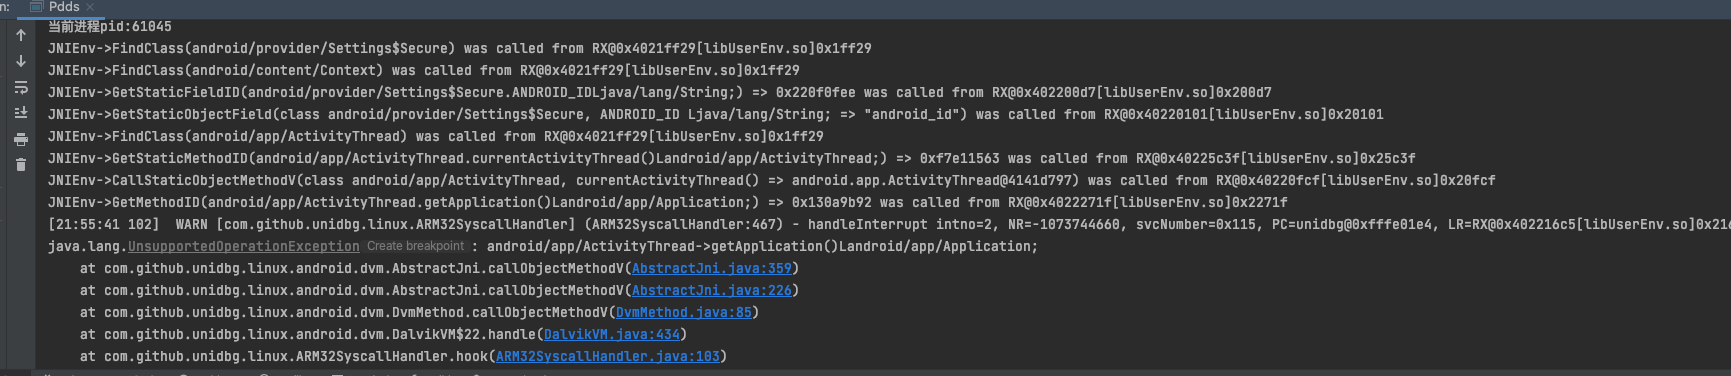 n: Pdds
当前进程pid:61045
JNIEnv->FindClass(android/provider/Settings$Secure) was called from RX@0x4021ff29[libUserEnv.so]0x1ff29
JNIEnv->FindClass(android/content/Context) was called from RX@0x4021ff29[libUserEnv.so]0x1ff29
JNIEnv->GetStaticFieldID(android/provider/Settings$Secure.ANDROID_IDLjava/lang/String;) => 0x220f0fee was called from RX@0x402200d7[libUserEnv.so]0x200d7
JNIEnv->GetStaticObjectField(class android/provider/Settings$Secure, ANDROID_ID Ljava/lang/String; => "android_id") was called from RX@0x40220101[libUserEnv.so]0x20101
JNIEnv->FindClass(android/app/ActivityThread) was called from RX@0x4021ff29[libUserEnv.so]0x1ff29
JNIEnv->GetStaticMethodID(android/app/ActivityThread.currentActivityThread()Landroid/app/ActivityThread;) => 0xf7e11563 was called from RX@0x40225c3f[libUserEnv.so]0x25c3f
JNIEnv->CallStaticObjectMethodV(class android/app/ActivityThread, currentActivityThread() => android.app.ActivityThread@4141d797) was called from RX@0x40220fcf[libUserEnv.so]0x20fcf
JNIEnv->GetMethodID(android/app/ActivityThread.getApplication()Landroid/app/Application;) => 0x130a9b92 was called from RX@0x4022271f[libUserEnv.so]0x2271f
[21:55:41 102]  WARN [com.github.unidbg.linux.ARM32SyscallHandler] (ARM32SyscallHandler:467) - handleInterrupt intno=2, NR=-1073744660, svcNumber=0x115, PC=unidbg@0xfffe01e4, LR=RX@0x402216c5[libUserEnv.so]0x216
java.lang.UnsupportedOperationException Create breakpoint : android/app/ActivityThread->getApplication()Landroid/app/Application;
at com.github.unidbg.linux.android.dvm.AbstractJni.callObjectMethodV(AbstractJni.java:359)
at com.github.unidbg.linux.android.dvm.AbstractJni.callObjectMethodV(AbstractJni.java:226)
at com.github.unidbg.linux.android.dvm.DvmMethod.callObjectMethodV(DvmMethod.java:85)
at com.github.unidbg.linux.android.dvm.DalvikVM$22.handle(DalvikVM.java:434)
at com.github.unidbg.linux.ARM32SyscallHandler.hook(ARM32SyscallHandler.java:103)